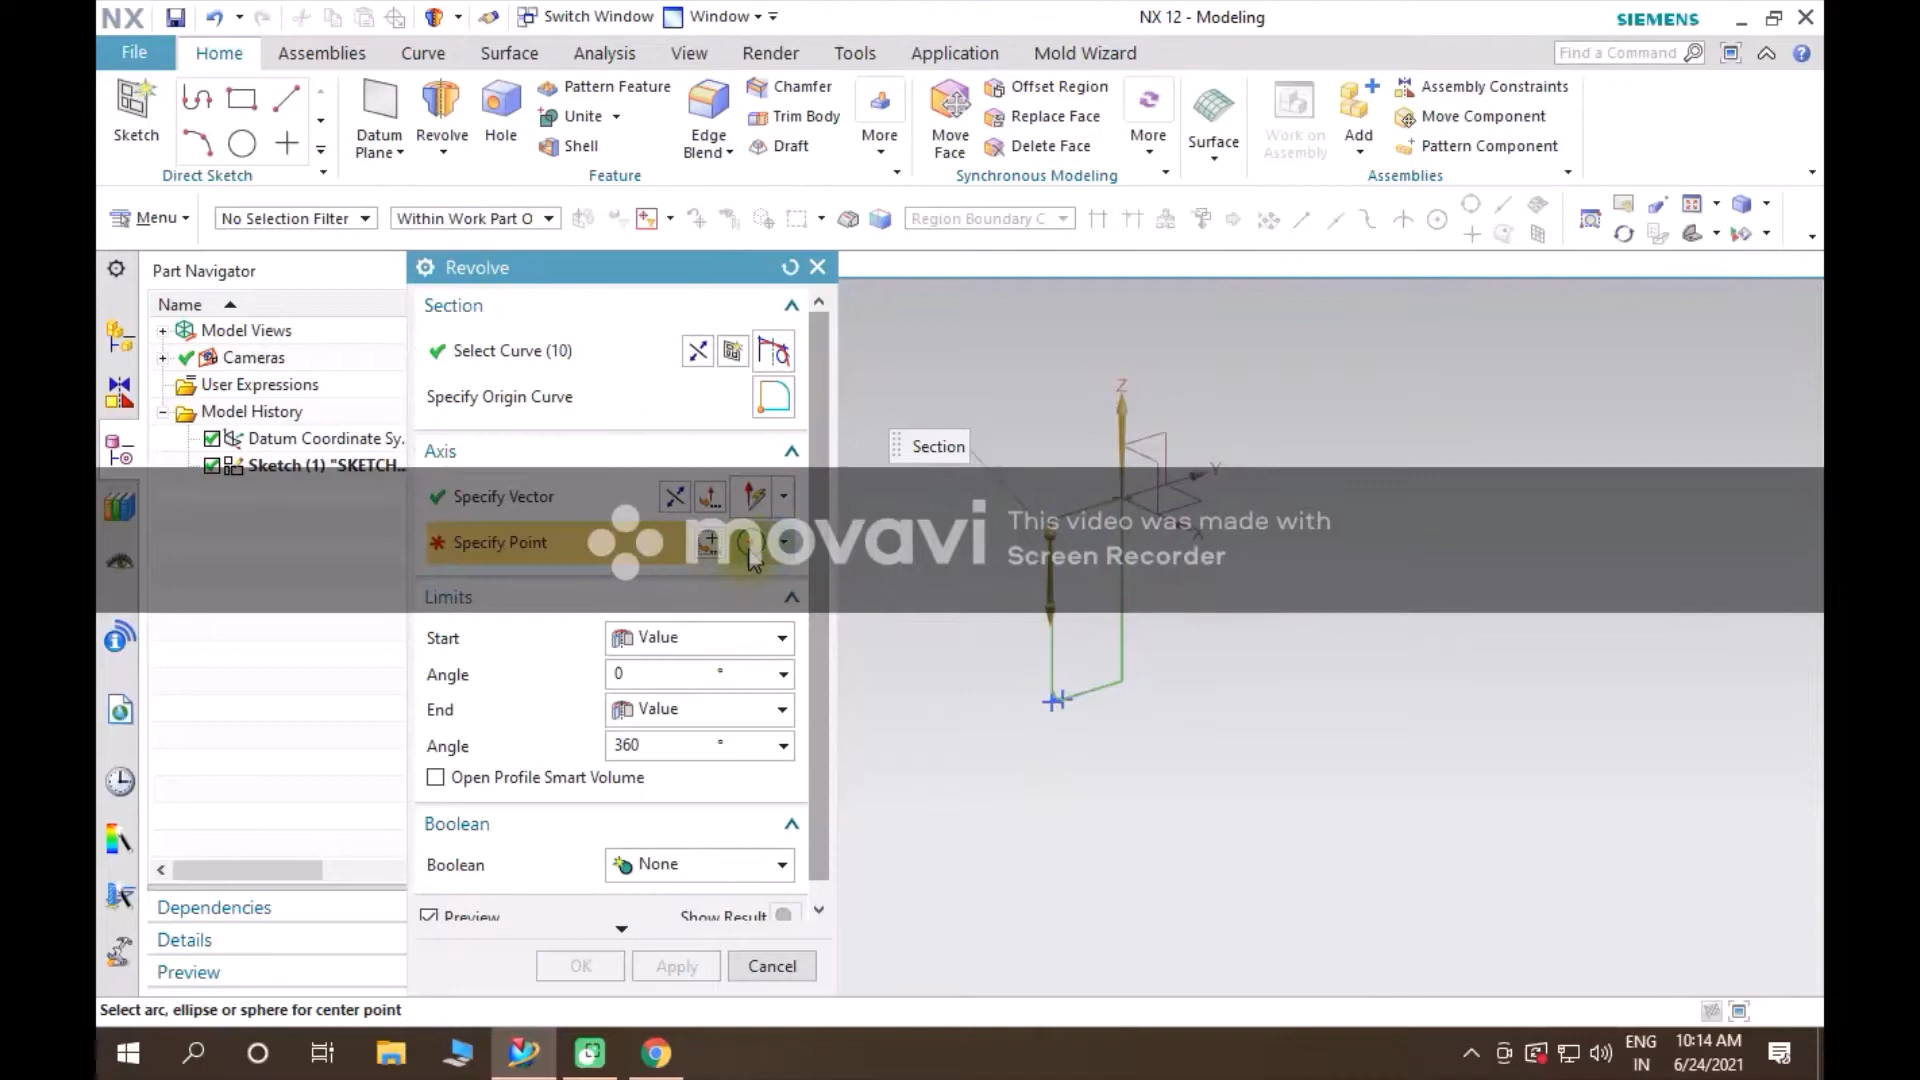 NX
Switch Window
Window
NX 12 - Modeling
SIEMENS
File
Home
Assemblies
Curve
Surface
Analysis
View
Render
Tools
Application
Mold Wizard
Find a Command
Sketch
Direct Sketch
Datum
Plane
Revolve
Hole
Pattern Feature
Unite
Shell
Edge
Blend
Chamfer
Trim Body
Draft
More
Feature
Move
Face
Offset Region
Replace Face
Delete Face
More
Synchronous Modeling
Surface
Work on
Assembly
Add
Assembly Constraints
Move Component
Pattern Component
Assemblies
Menu
No Selection Filter
Within Work Part O
Region Boundary C
Part Navigator
Name
Model Views
Cameras
User Expressions
Model History
Datum Coordinate Sy...
Sketch (1) "SKETCH...
Dependencies
Details
Preview
Revolve
Section
Select Curve (10)
Specify Origin Curve
Axis
Specify Vector
Specify Point
Limits
Start
Value
Angle
0 °
End
Value
Angle
360 °
Open Profile Smart Volume
Boolean
Boolean
None
Preview
Show Result
OK
Apply
Cancel
Section
Z
Y
X
movavi
This video was made with
Screen Recorder
Select arc, ellipse or sphere for center point
ENG
IN
10:14 AM
6/24/2021